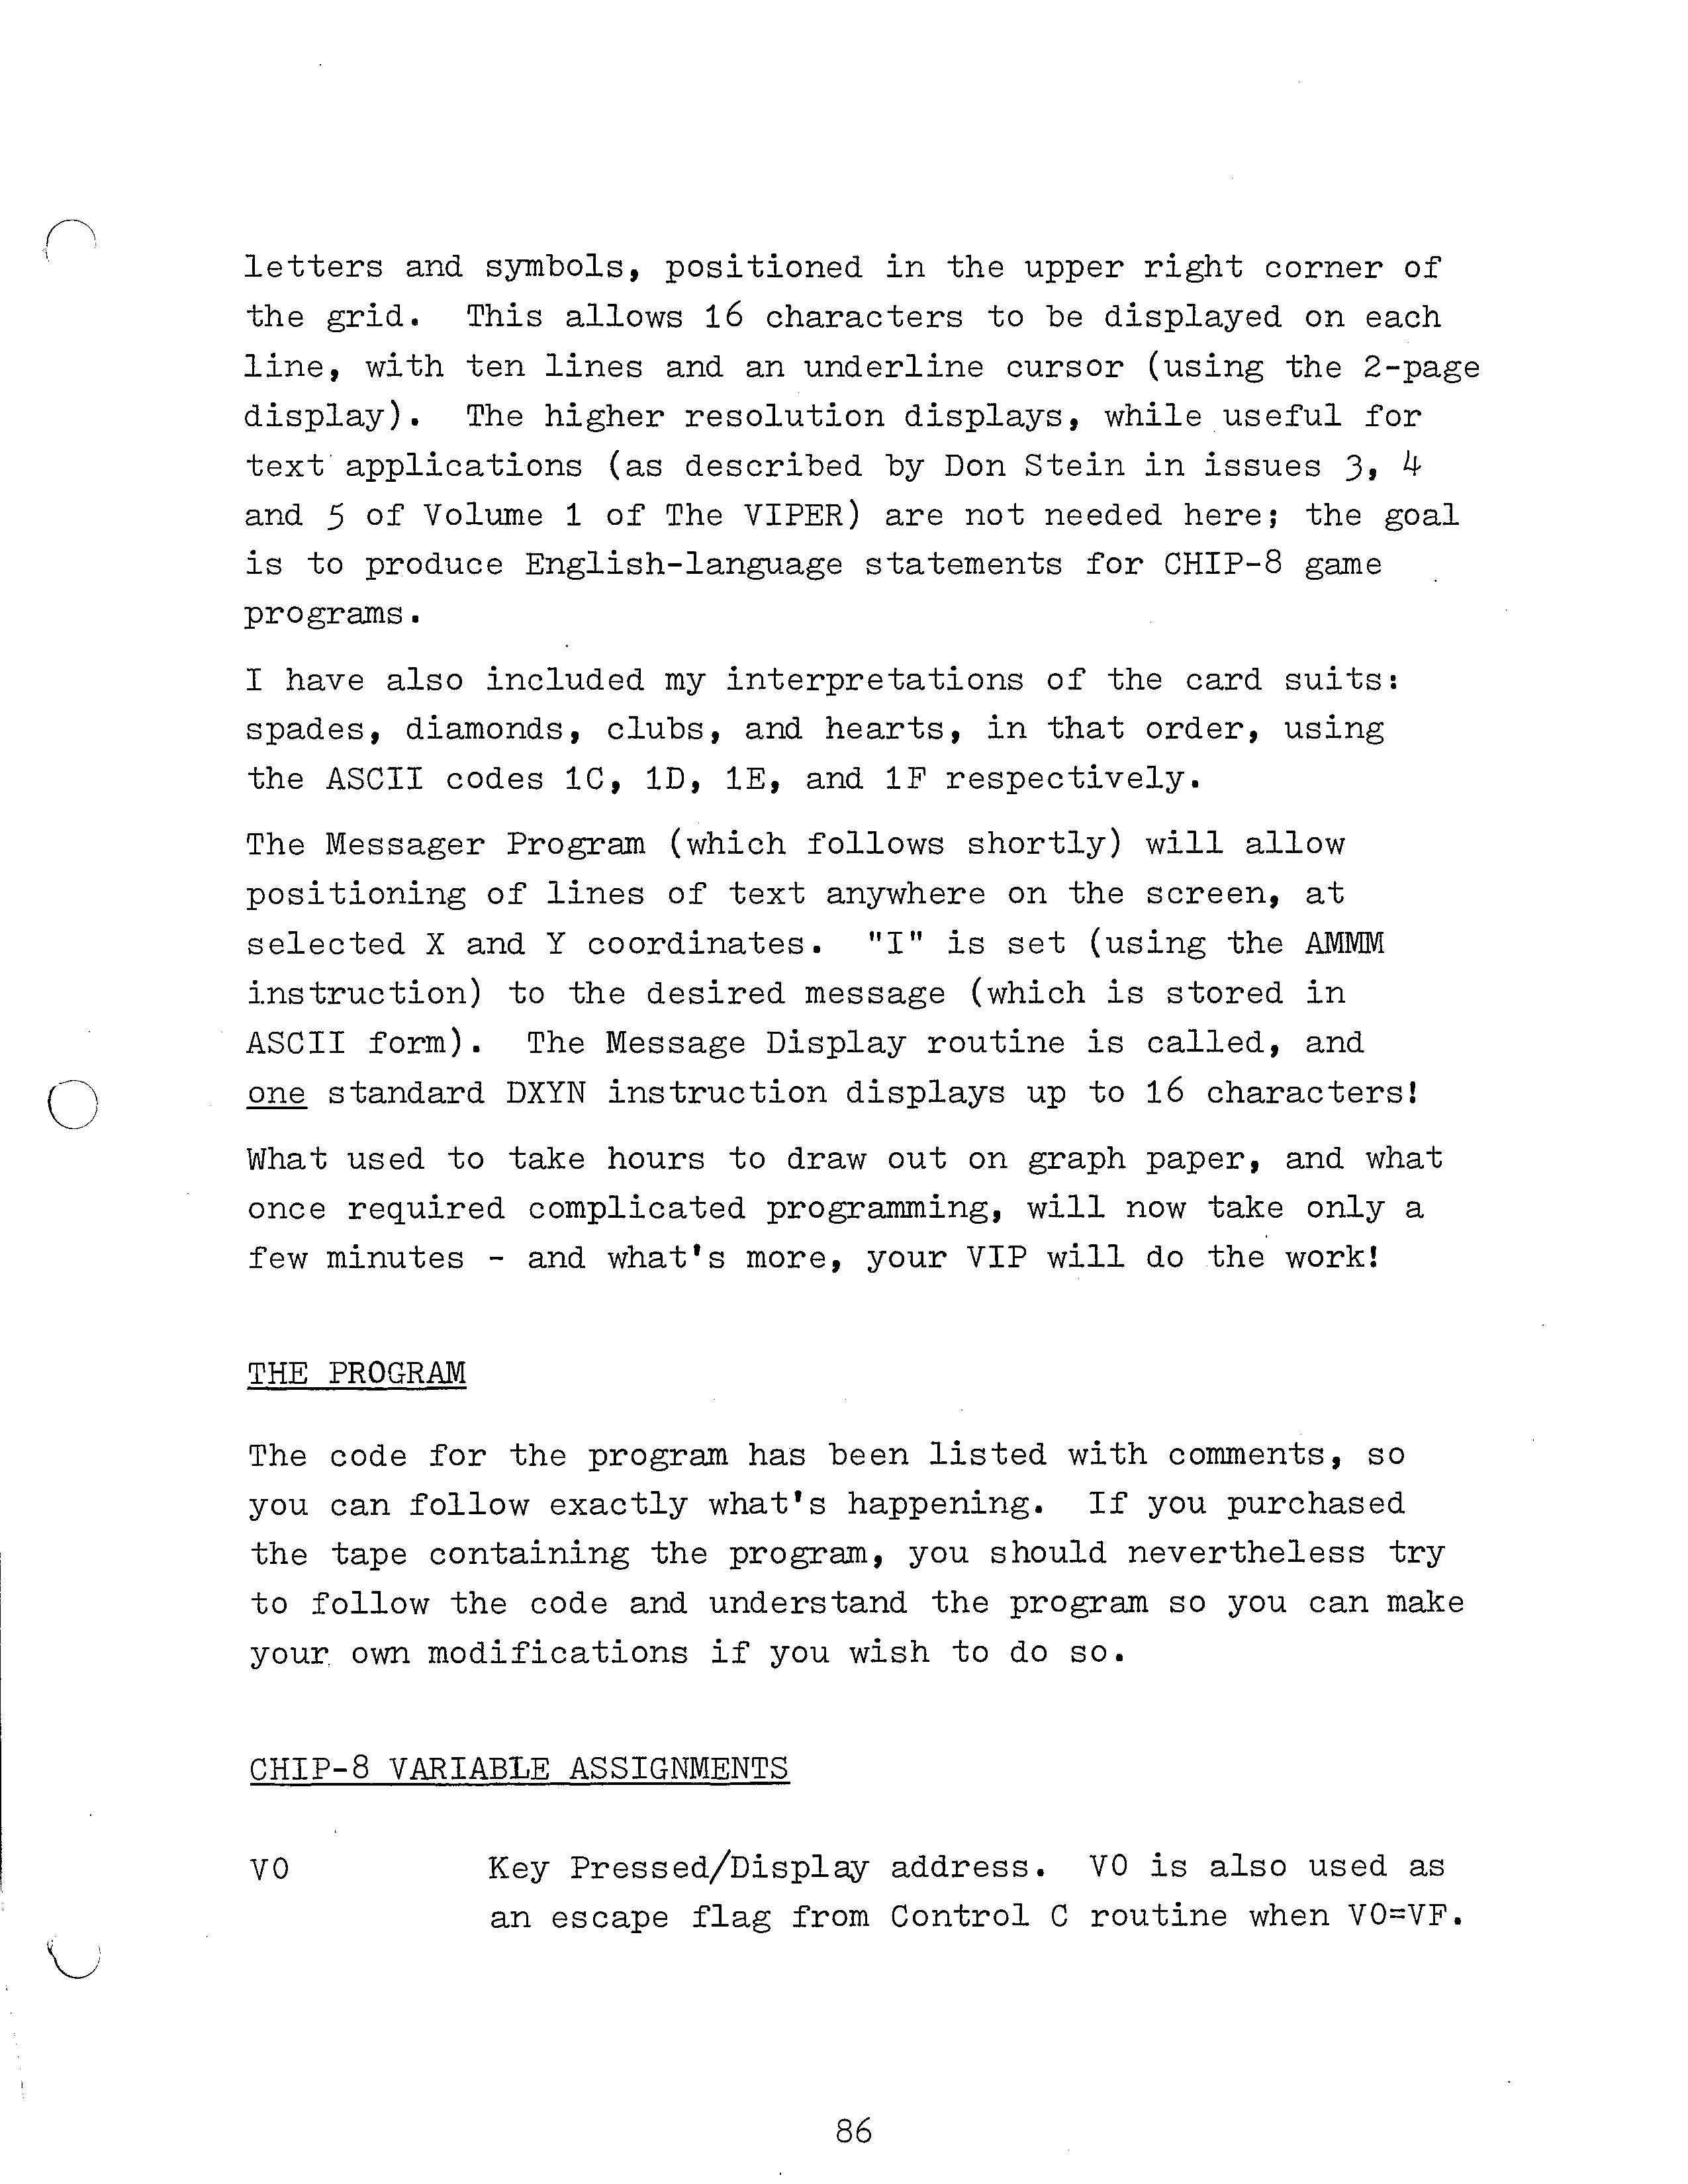 letters and symbols, positioned in the upper right corner of
the grid.  This allows 16 characters to be displayed on each
line, with ten lines and an underline cursor (using the 2-page
display).  The higher resolution displays, while useful for
text applications (as described by Don Stein in issues 3, 4
and 5 of Volume 1 of The VIPER) are not needed here; the goal
is to produce English-language statements for CHIP-8 game
programs.
I have also included my interpretations of the card suits:
spades, diamonds, clubs, and hearts, in that order, using
the ASCII codes 1C, 1D, 1E, and 1F respectively.
The Messager Program (which follows shortly) will allow
positioning of lines of text anywhere on the screen, at
selected X and Y coordinates.  "I" is set (using the AMMM
instruction) to the desired message (which is stored in
ASCII form).  The Message Display routine is called, and
one standard DXYN instruction displays up to 16 characters!
What used to take hours to draw out on graph paper, and what
once required complicated programming, will now take only a
few minutes - and what's more, your VIP will do the work!
THE PROGRAM
The code for the program has been listed with comments, so
you can follow exactly what's happening.  If you purchased
the tape containing the program, you should nevertheless try
to follow the code and understand the program so you can make
your own modifications if you wish to do so.
CHIP-8 VARIABLE ASSIGNMENTS
V0 Key Pressed/Display address.  V0 is also used as
an escape flag from Control C routine when V0=VF.
86